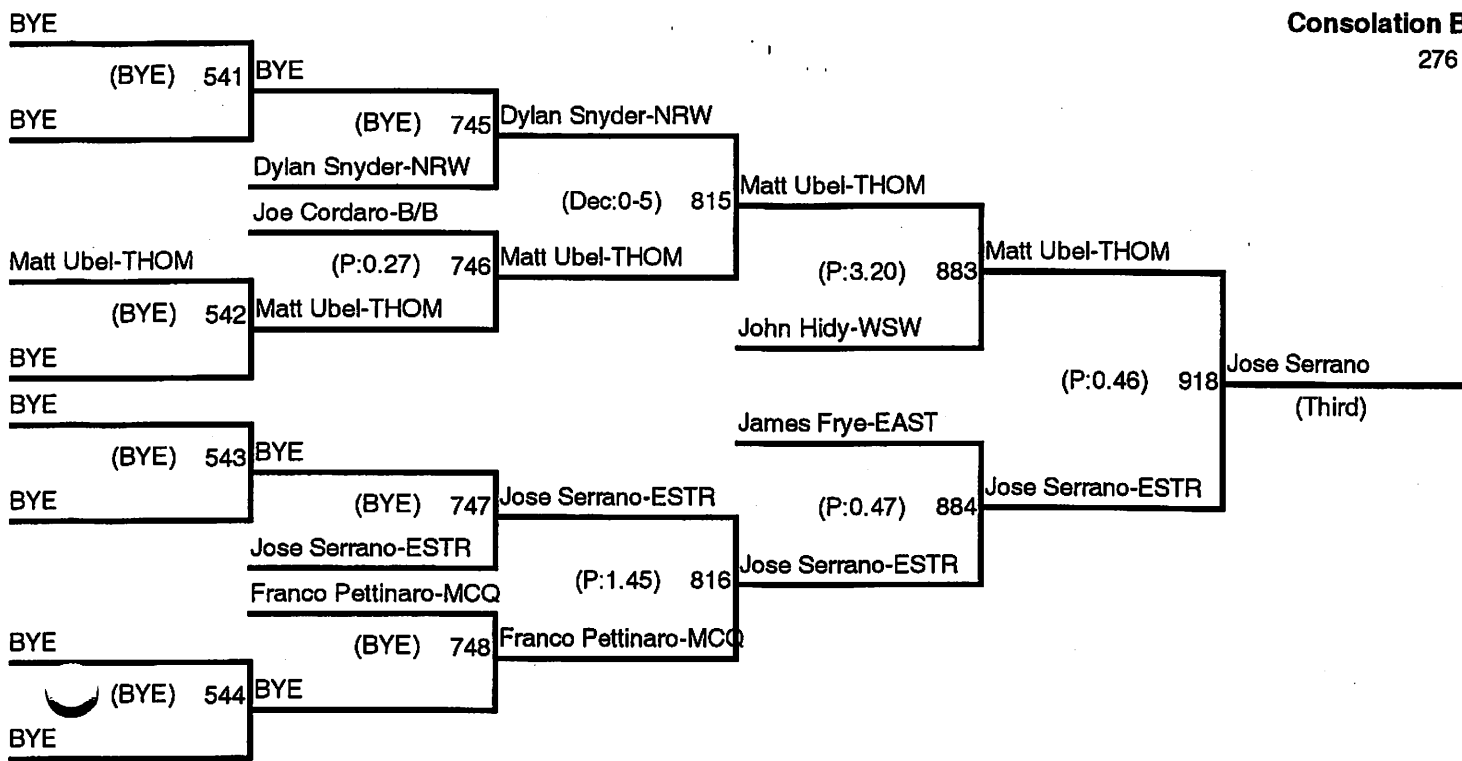 BYE
Consolation B
276
(BYE) 541 BYE
BYE
(BYE) 745 Dylan Snyder-NRW
Dylan Snyder-NRW
(Dec:0-5) 815 Matt Ubel-THOM
Joe Cordaro-B/B
Matt Ubel-THOM
(P:0.27) 746 Matt Ubel-THOM
(P:3.20) 883 Matt Ubel-THOM
(BYE) 542 Matt Ubel-THOM
John Hidy-WSW
BYE
(P:0.46) 918 Jose Serrano
(Third)
BYE
James Frye-EAST
(BYE) 543 BYE
BYE
(BYE) 747 Jose Serrano-ESTR
(P:0.47) 884 Jose Serrano-ESTR
Jose Serrano-ESTR
(P:1.45) 816 Jose Serrano-ESTR
Franco Pettinaro-MCQ
BYE
(BYE) 748 Franco Pettinaro-MCQ
(BYE) 544 BYE
BYE